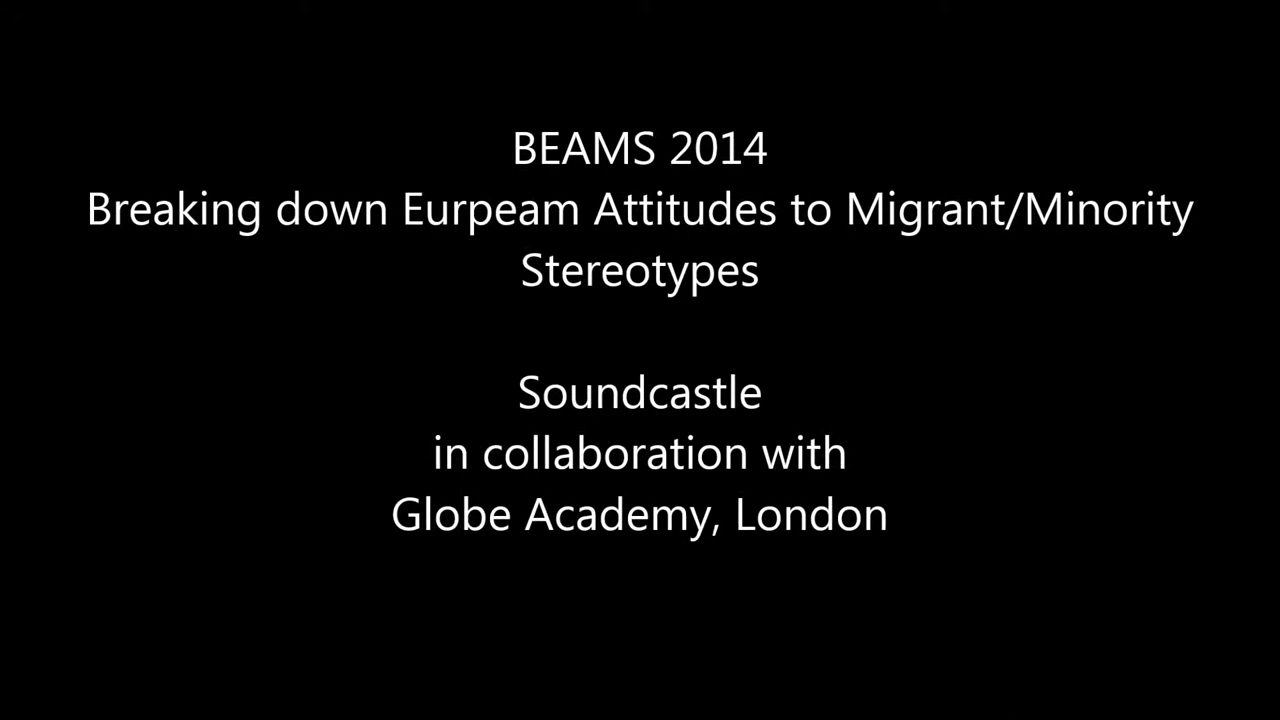 BEAMS 2014
Breaking down Eurpeam Attitudes to Migrant/Minority
Stereotypes
Soundcastle
in collaboration with
Globe Academy, London